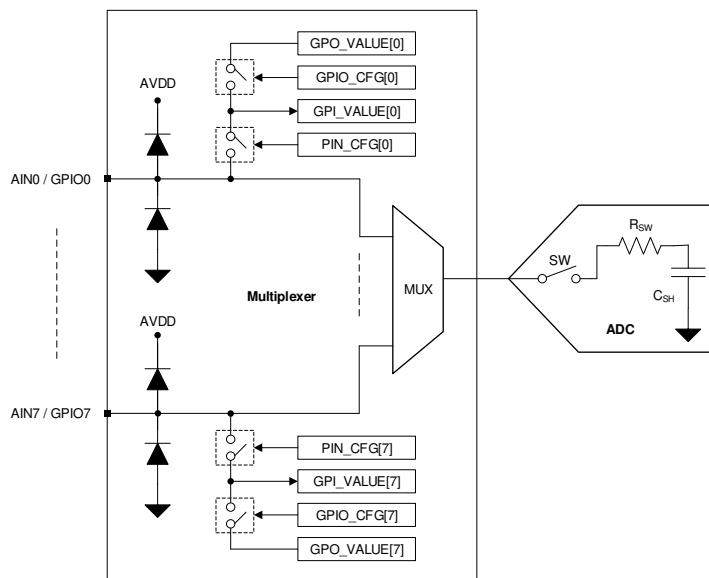 GPO_VALUE[0]
GPIO_CFG[0]
AVDD
GPI_VALUE[0]
PIN_CFG[0]
AIN0 / GPIO0
RSW
SW
MUX
CSH
Multiplexer
ADC
AVDD
AIN7 / GPIO7
PIN_CFG[7]
GPI_VALUE[7]
GPIO_CFG[7]
GPO_VALUE[7]